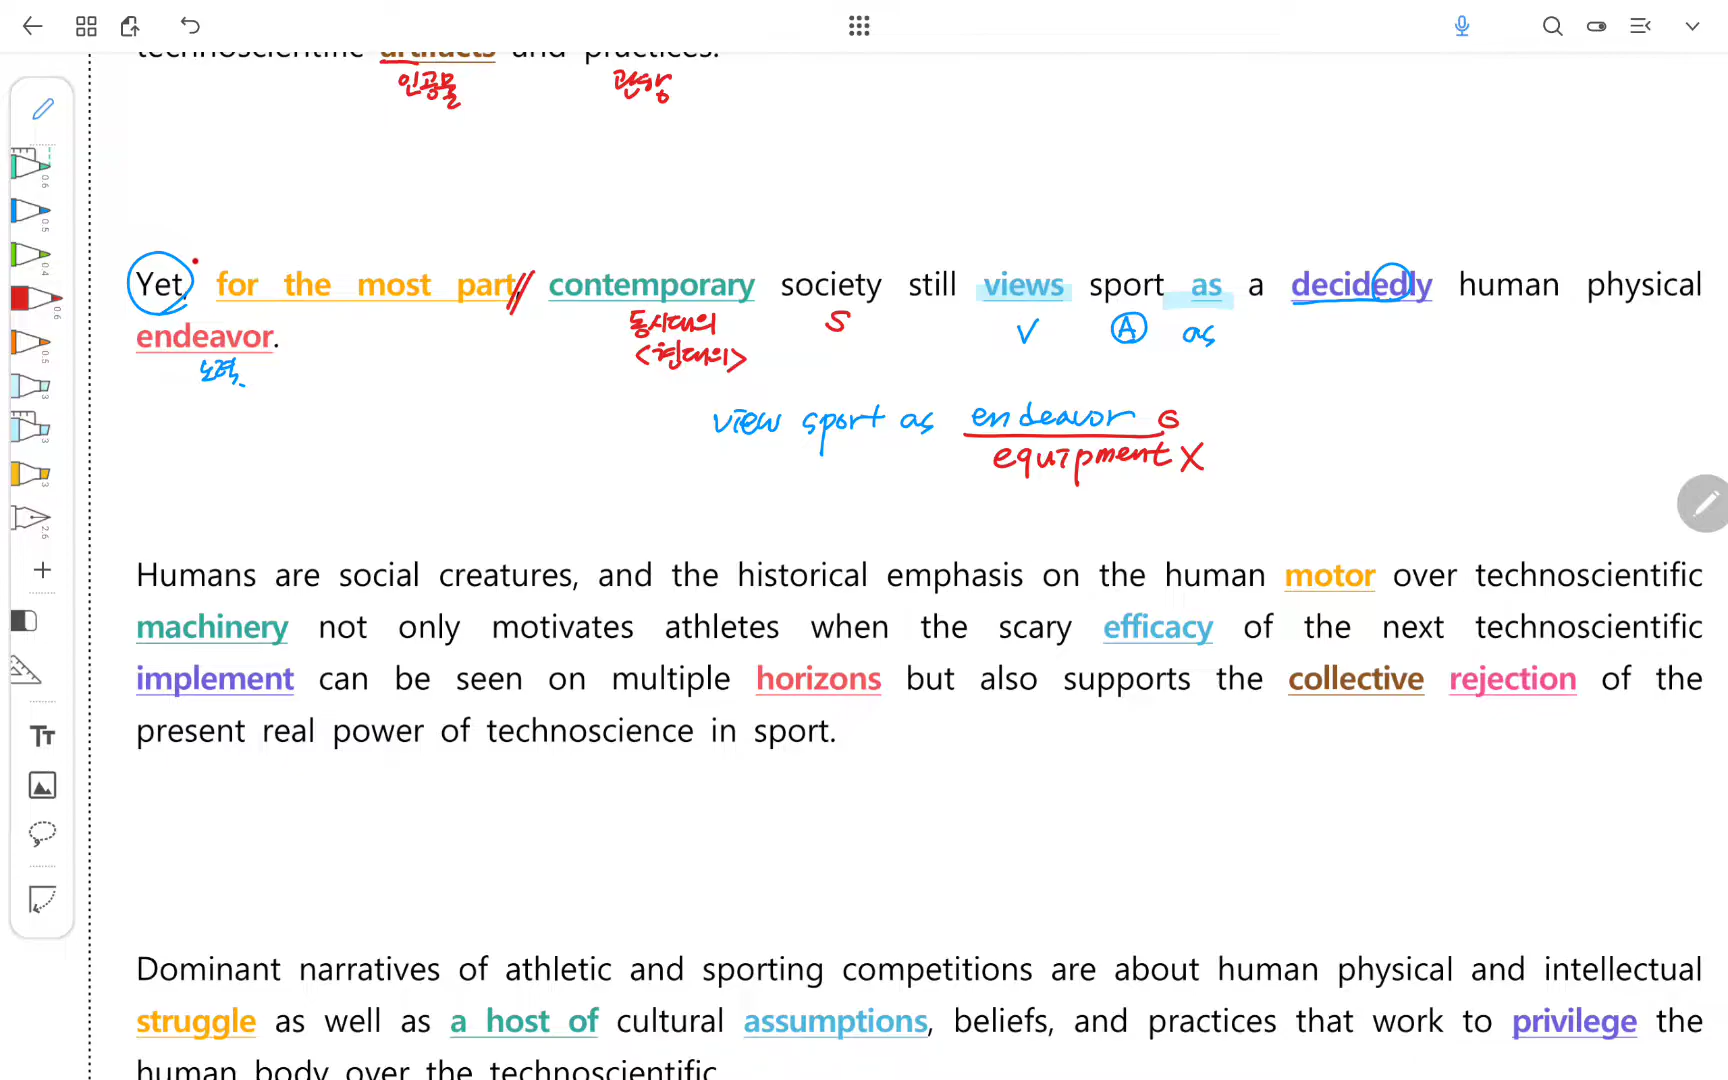 technoscientific artifacts and practices.
인공물 관행
Yet, for the most part, contemporary society still views sport as a decidedly human physical
동시대의 S V A as
<현대의>
endeavor.
노력
view sport as endeavor o
equipment X
Humans are social creatures, and the historical emphasis on the human motor over technoscientific
machinery not only motivates athletes when the scary efficacy of the next technoscientific
implement can be seen on multiple horizons but also supports the collective rejection of the
present real power of technoscience in sport.
Dominant narratives of athletic and sporting competitions are about human physical and intellectual
struggle as well as a host of cultural assumptions, beliefs, and practices that work to privilege the
human body over the technoscientific